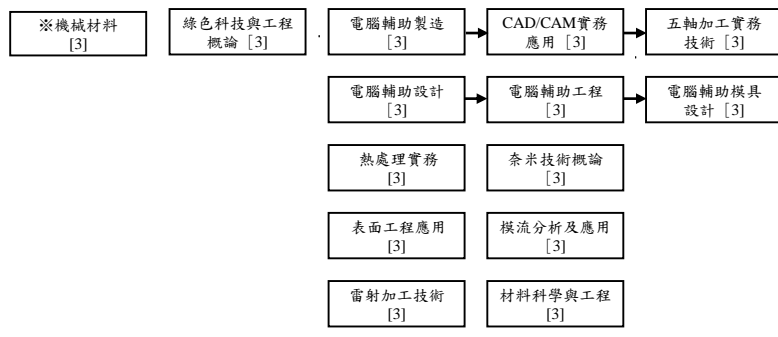 ※機械材料
[3]
綠色科技與工程
概論［3］
電腦輔助製造
［3］
CAD/CAM實務
應用［3］
五軸加工實務
技術［3］
電腦輔助設計
［3］
電腦輔助工程
［3］
電腦輔助模具
設計［3］
熱處理實務
[3]
奈米技術概論
［3］
表面工程應用
[3]
模流分析及應用
［3］
雷射加工技術
[3]
材料科學與工程
[3]